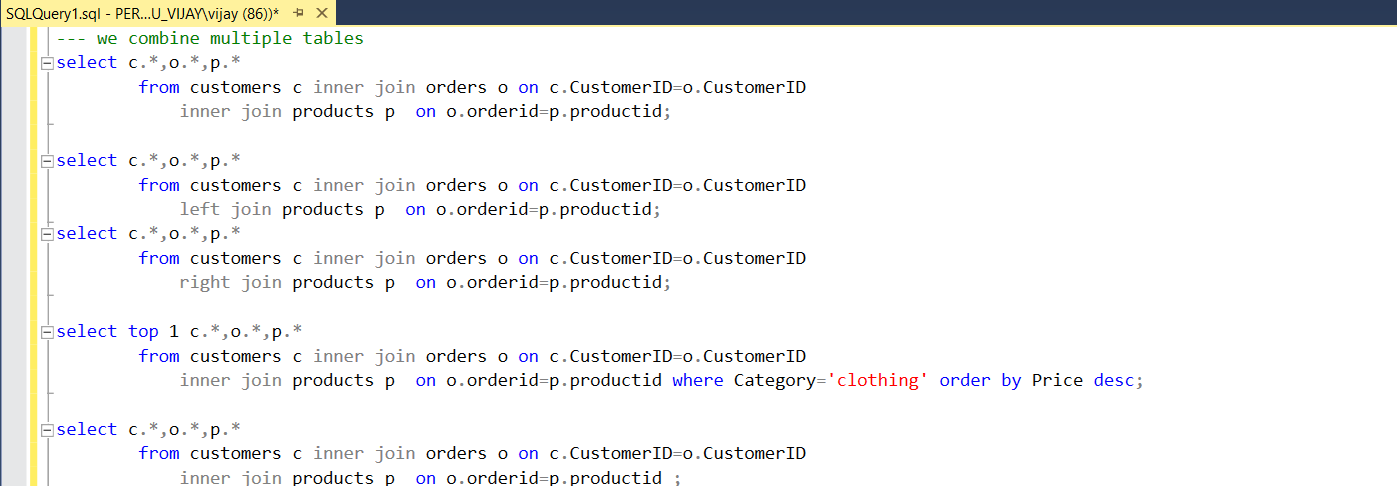 SQLQuery1.sql - PER...U_VIJAY\vijay (86))*
--- we combine multiple tables
select c.*,o.*,p.*
from customers c inner join orders o on c.CustomerID=o.CustomerID
inner join products p  on o.orderid=p.productid;
select c.*,o.*,p.*
from customers c inner join orders o on c.CustomerID=o.CustomerID
left join products p  on o.orderid=p.productid;
select c.*,o.*,p.*
from customers c inner join orders o on c.CustomerID=o.CustomerID
right join products p  on o.orderid=p.productid;
select top 1 c.*,o.*,p.*
from customers c inner join orders o on c.CustomerID=o.CustomerID
inner join products p  on o.orderid=p.productid where Category='clothing' order by Price desc;
select c.*,o.*,p.*
from customers c inner join orders o on c.CustomerID=o.CustomerID
inner join products p  on o.orderid=p.productid ;